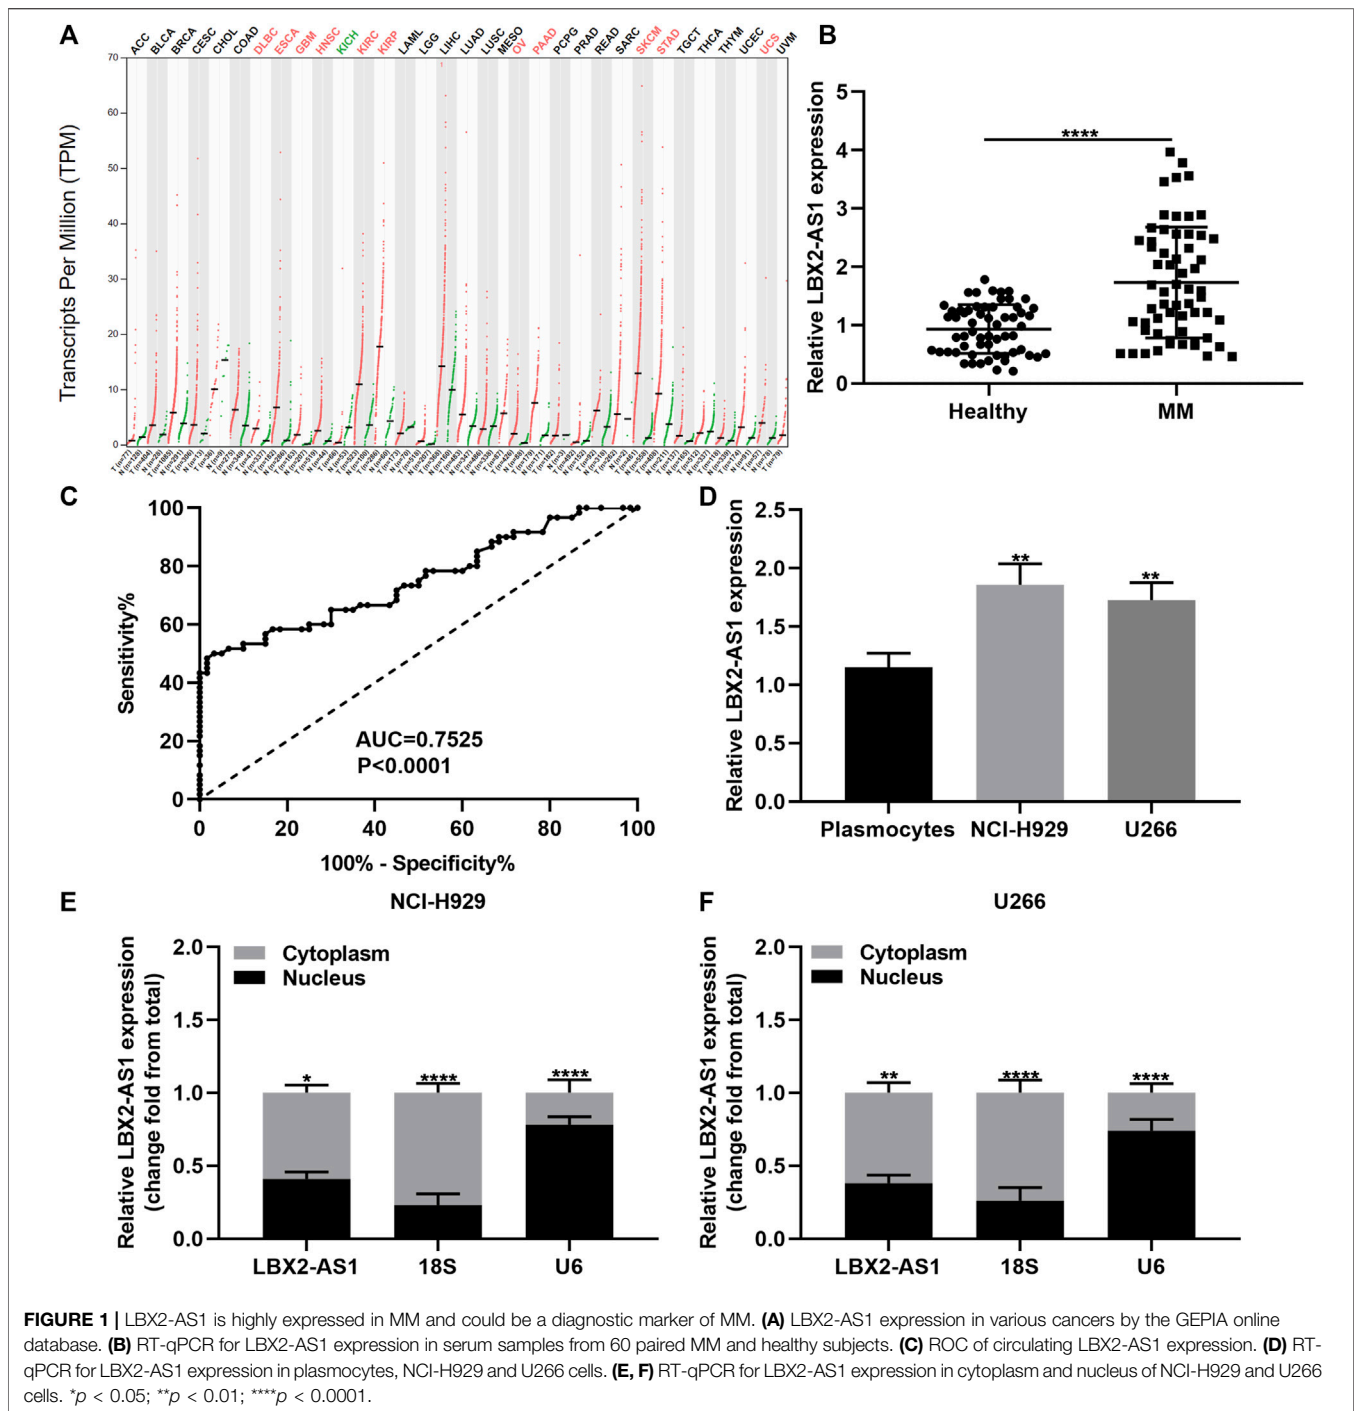 A
ACC BLCA BRCA CESC CHOL COAD DLBC ESCA GBM HNSC KICH KIRC KIRP LAML LGG LIHC LUAD LUSC MESO OV PAAD PCPG PRAD READ SARC SKCM STAD TGCT THCA THYM UCEC UCS UVM
Transcripts Per Million (TPM)
70
60
50
40
30
20
10
0
B
Relative LBX2-AS1 expression
5
4
3
2
1
0
****
Healthy MM
C
Sensitivity%
100
80
60
40
20
0
AUC=0.7525
P<0.0001
0 20 40 60 80 100
100% - Specificity%
D
Relative LBX2-AS1 expression
2.5
2.0
1.5
1.0
0.5
0.0
** **
Plasmocytes NCI-H929 U266
E
NCI-H929
Relative LBX2-AS1 expression
(change fold from total)
2.0
1.5
1.0
0.5
0.0
Cytoplasm
Nucleus
* **** ****
LBX2-AS1 18S U6
F
U266
Relative LBX2-AS1 expression
(change fold from total)
2.0
1.5
1.0
0.5
0.0
Cytoplasm
Nucleus
** **** ****
LBX2-AS1 18S U6
FIGURE 1 | LBX2-AS1 is highly expressed in MM and could be a diagnostic marker of MM. (A) LBX2-AS1 expression in various cancers by the GEPIA online
database. (B) RT-qPCR for LBX2-AS1 expression in serum samples from 60 paired MM and healthy subjects. (C) ROC of circulating LBX2-AS1 expression. (D) RT-
qPCR for LBX2-AS1 expression in plasmocytes, NCI-H929 and U266 cells. (E, F) RT-qPCR for LBX2-AS1 expression in cytoplasm and nucleus of NCI-H929 and U266
cells. *p < 0.05; **p < 0.01; ****p < 0.0001.